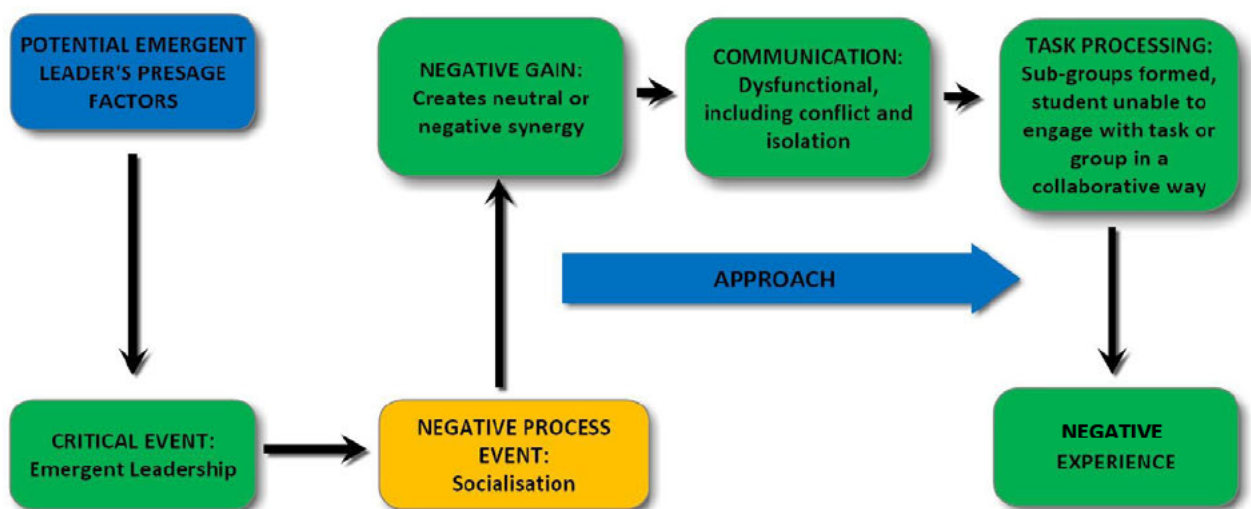 POTENTIAL EMERGENT
LEADER'S PRESAGE
FACTORS
CRITICAL EVENT:
Emergent Leadership
NEGATIVE PROCESS
EVENT:
Socialisation
NEGATIVE GAIN:
Creates neutral or
negative synergy
COMMUNICATION:
Dysfunctional,
including conflict and
isolation
TASK PROCESSING:
Sub-groups formed,
student unable to
engage with task or
group in a
collaborative way
APPROACH
NEGATIVE
EXPERIENCE